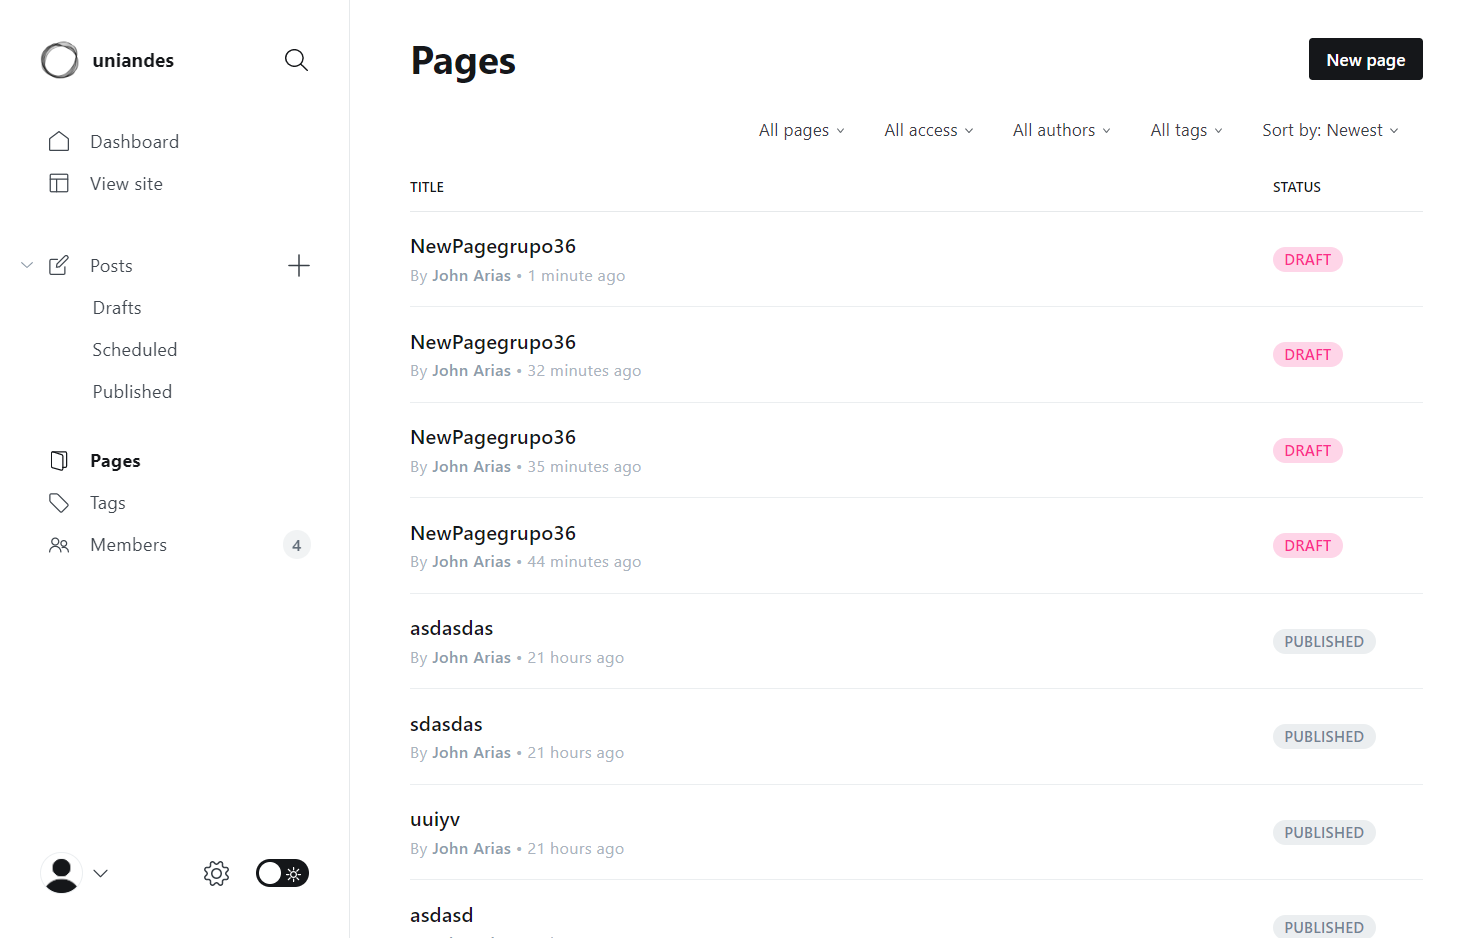 uniandes
Dashboard
View site
Posts
Drafts
Scheduled
Published
Pages
Tags
Members 4
Pages
New page
All pages All access All authors All tags Sort by: Newest
TITLE STATUS
NewPagegrupo36
By John Arias • 1 minute ago
DRAFT
NewPagegrupo36
By John Arias • 32 minutes ago
DRAFT
NewPagegrupo36
By John Arias • 35 minutes ago
DRAFT
NewPagegrupo36
By John Arias • 44 minutes ago
DRAFT
asdasdas
By John Arias • 21 hours ago
PUBLISHED
sdasdas
By John Arias • 21 hours ago
PUBLISHED
uuiyv
By John Arias • 21 hours ago
PUBLISHED
asdasd
PUBLISHED